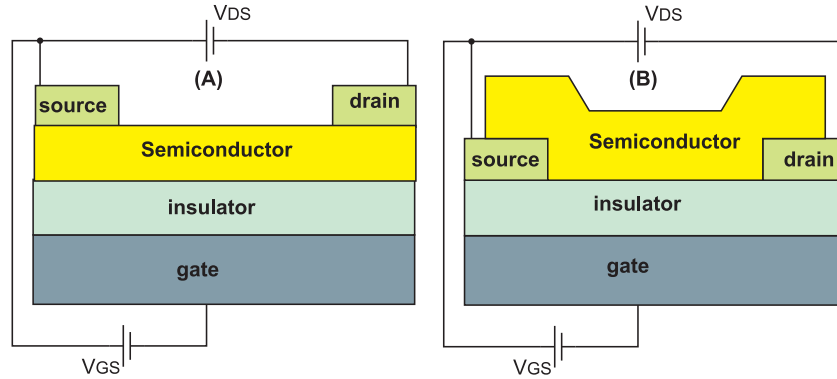 VDS
(A)
source
drain
Semiconductor
insulator
gate
VGS
VDS
(B)
Semiconductor
source
drain
insulator
gate
VGS